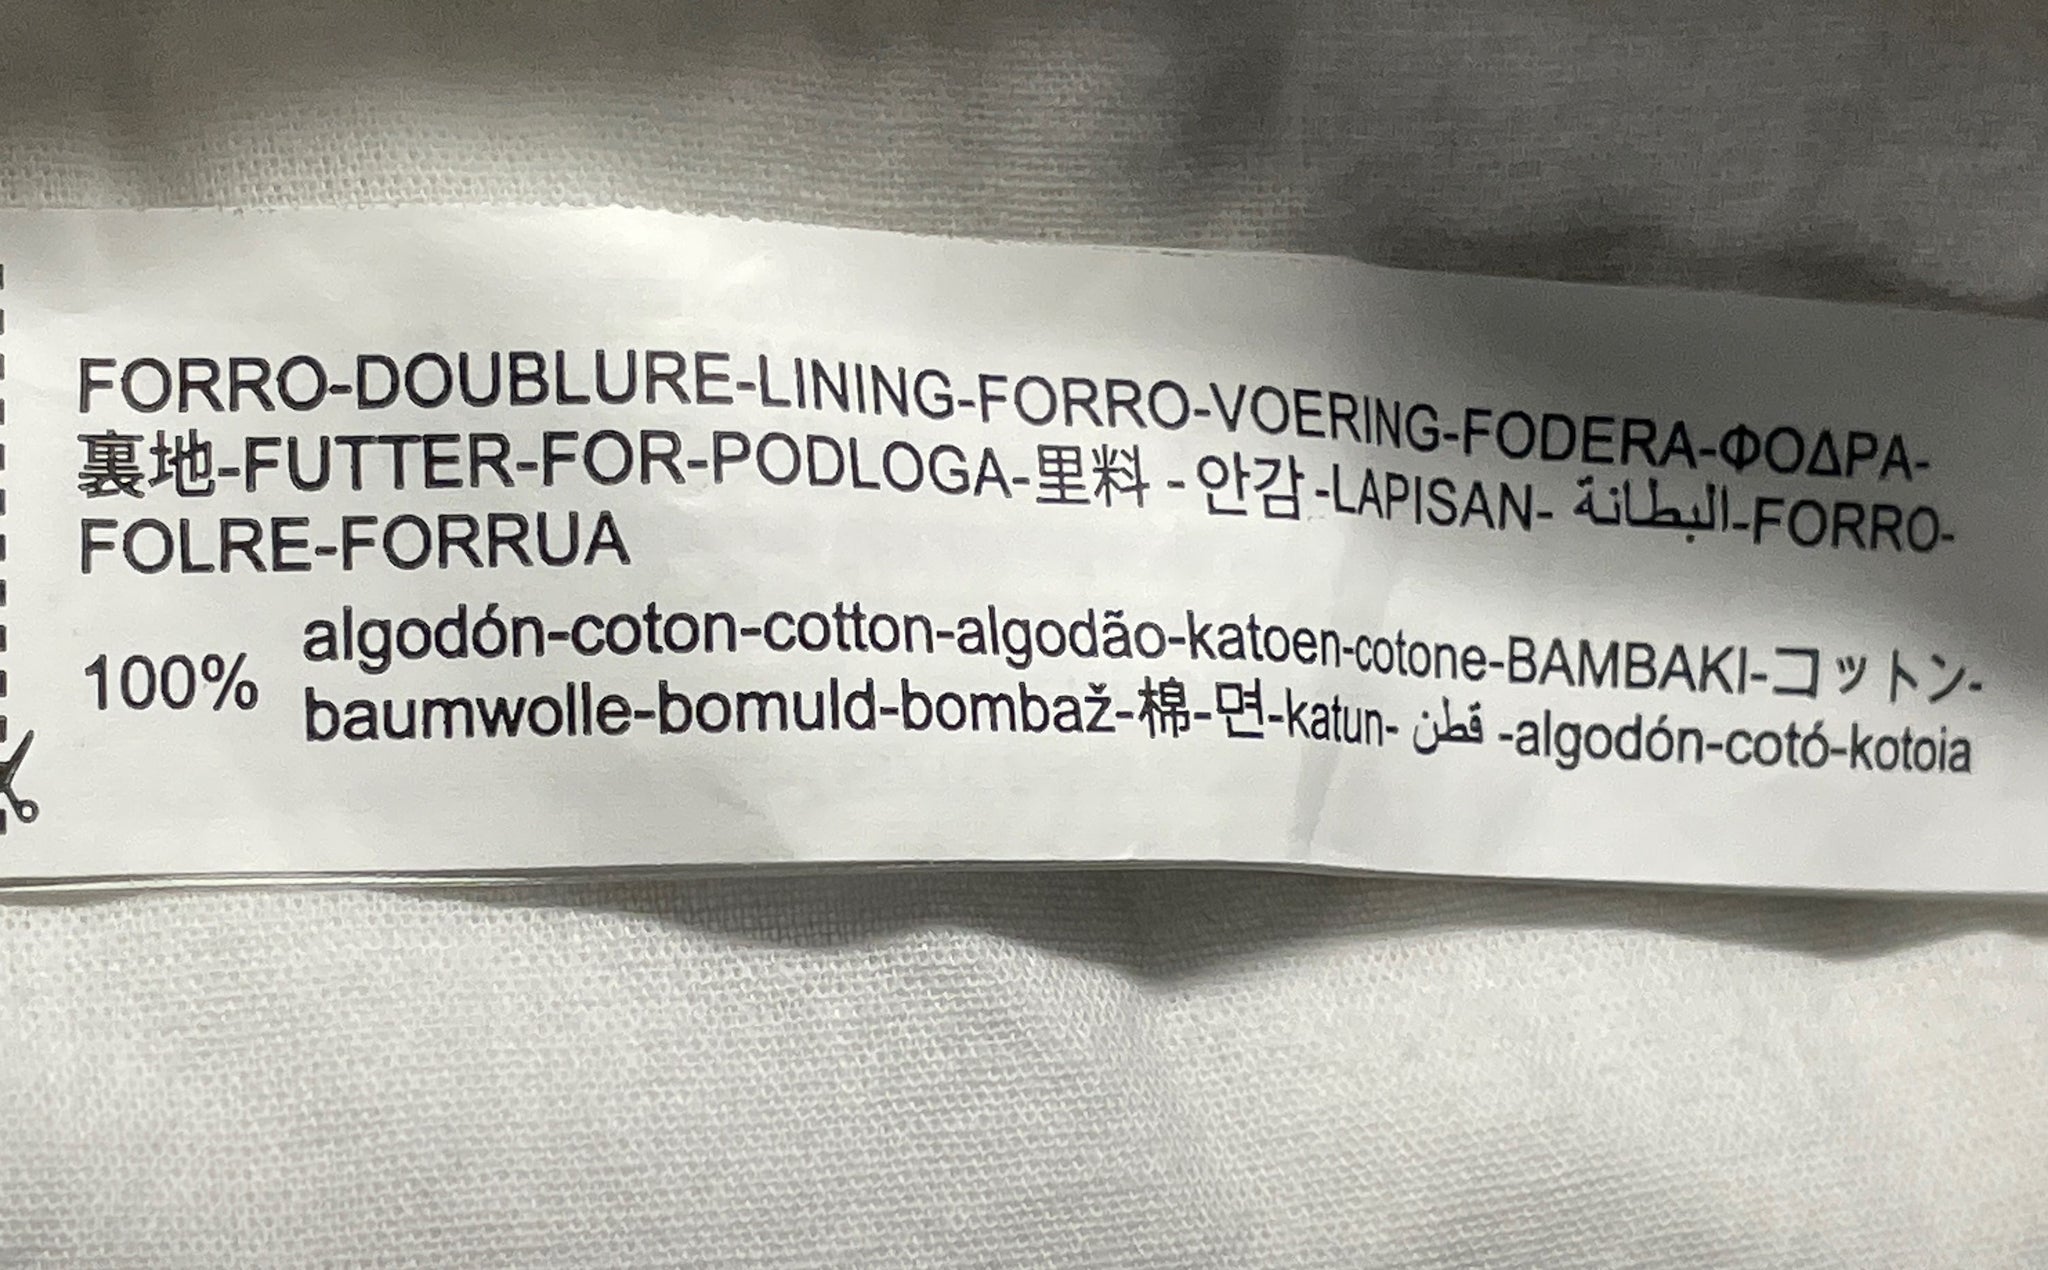 FORRO-DOUBLURE-LINING-FORRO-VOERING-FODERA-ΦΟΔΡΑ-
裏地-FUTTER-FOR-PODLOGA-里料 -안감-LAPISAN- البطانة-FORRO-
FOLRE-FORRUA
100% algodón-coton-cotton-algodão-katoen-cotone-BAMBAKI-コットン-
baumwolle-bomuld-bombaž-棉-면-katun- قطن -algodón-cotó-kotoia